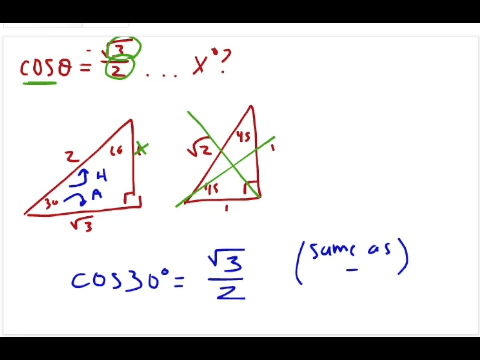 cosθ = -√3/2 ... x°?
2 60 H 30 A √3
√2 45 1 45 1
cos30° = √3/2 (same as -)